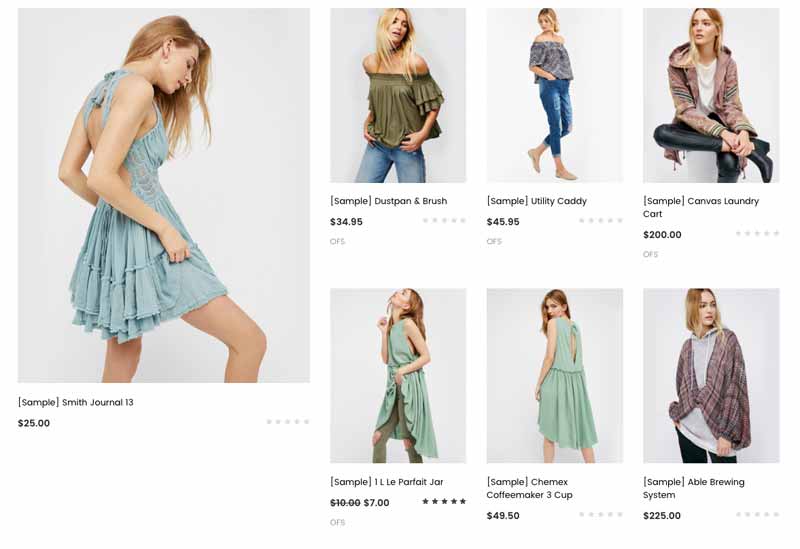 [Sample] Smith Journal 13
$25.00
[Sample] Dustpan & Brush
$34.95
OFS
[Sample] Utility Caddy
$45.95
OFS
[Sample] Canvas Laundry
Cart
$200.00
OFS
[Sample] 1 L Le Parfait Jar
$10.00 $7.00
OFS
[Sample] Chemex
Coffeemaker 3 Cup
$49.50
[Sample] Able Brewing
System
$225.00